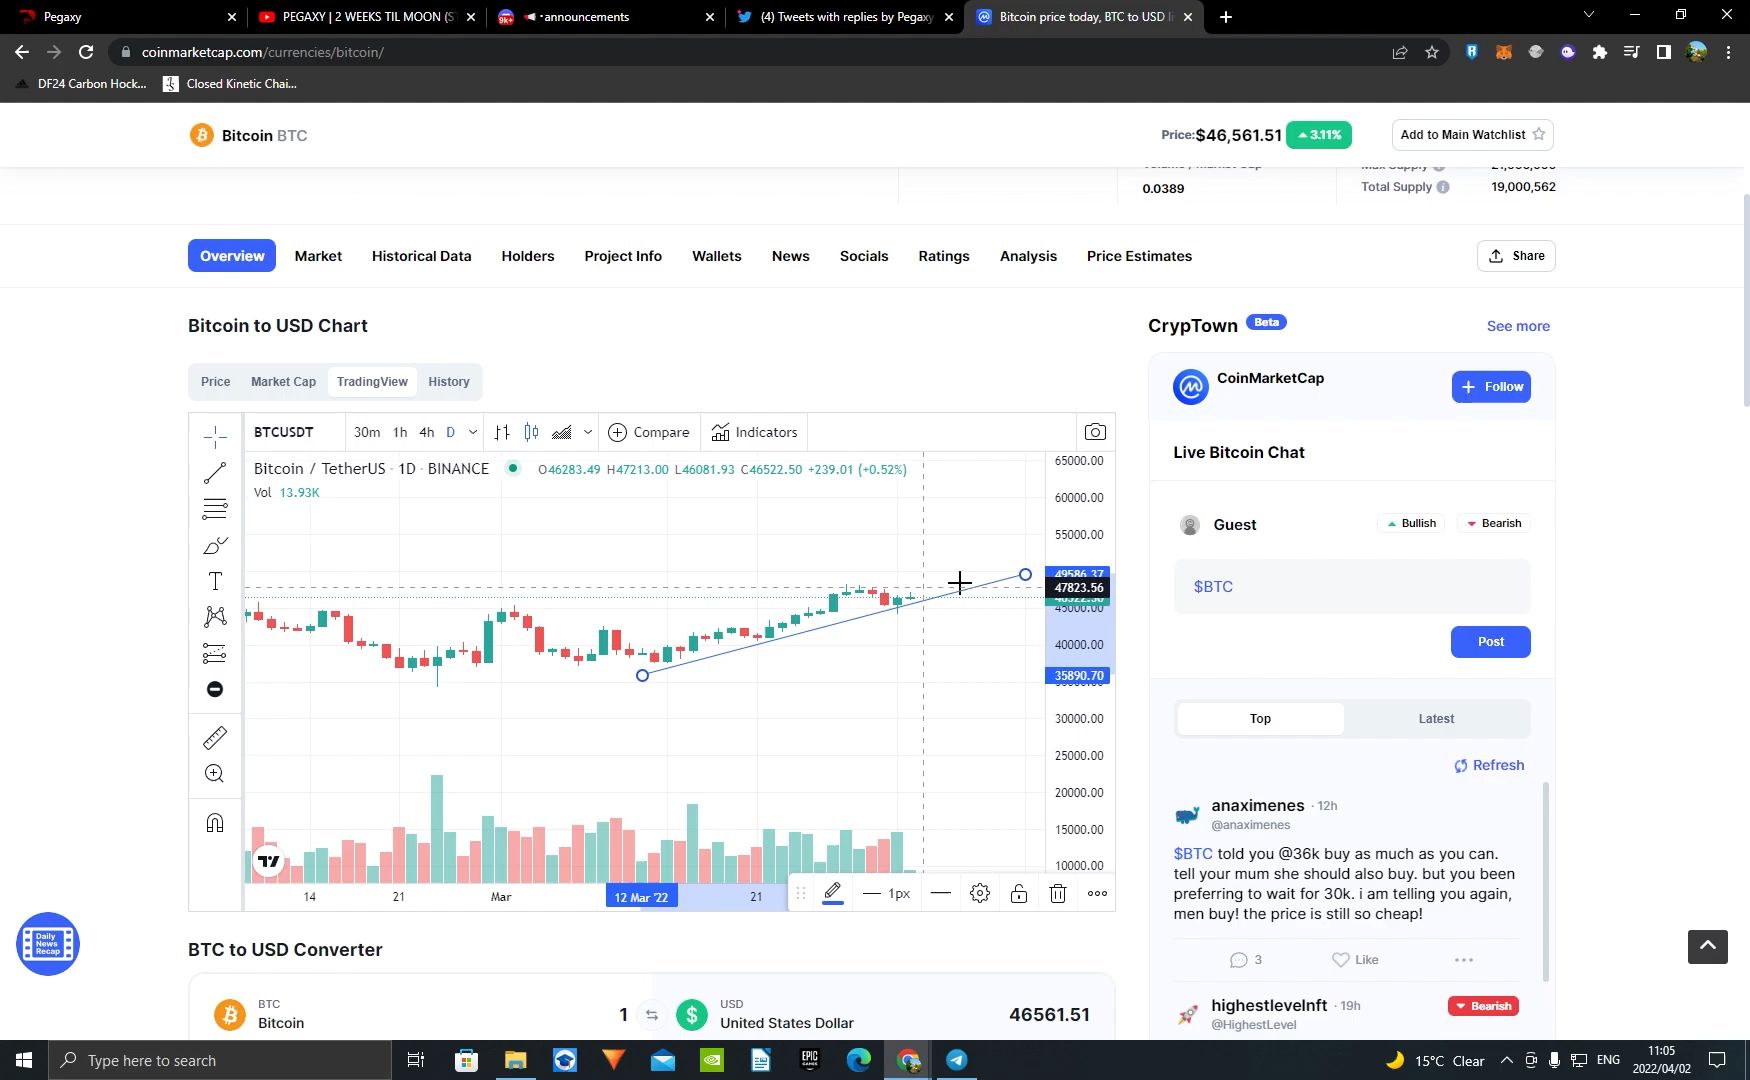 Pegaxy
PEGAXY | 2 WEEKS TIL MOON (S
9k+
announcements
(4) Tweets with replies by Pegaxy
Bitcoin price today, BTC to USD li
coinmarketcap.com/currencies/bitcoin/
DF24 Carbon Hock...
Closed Kinetic Chai...
Bitcoin BTC
Price:$46,561.51
3.11%
Add to Main Watchlist
0.0389
Total Supply
19,000,562
Overview
Market
Historical Data
Holders
Project Info
Wallets
News
Socials
Ratings
Analysis
Price Estimates
Share
Bitcoin to USD Chart
Price
Market Cap
TradingView
History
BTCUSDT
30m
1h
4h
D
Compare
Indicators
Bitcoin / TetherUS · 1D · BINANCE
O46283.49 H47213.00 L46081.93 C46522.50 +239.01 (+0.52%)
Vol 13.93K
65000.00
60000.00
55000.00
49586.37
47823.56
45000.00
40000.00
35890.70
30000.00
25000.00
20000.00
15000.00
10000.00
14
21
Mar
12 Mar '22
21
1px
CrypTown
Beta
See more
CoinMarketCap
Follow
Live Bitcoin Chat
Guest
Bullish
Bearish
$BTC
Post
Top
Latest
Refresh
anaximenes · 12h
@anaximenes
$BTC told you @36k buy as much as you can.
tell your mum she should also buy. but you been
preferring to wait for 30k. i am telling you again,
men buy! the price is still so cheap!
3
Like
highestlevelnft · 19h
Bearish
@HighestLevel
Daily
News
Recap
BTC to USD Converter
BTC
Bitcoin
1
USD
United States Dollar
46561.51
Type here to search
EPIC
GAMES
15°C Clear
ENG
11:05
2022/04/02